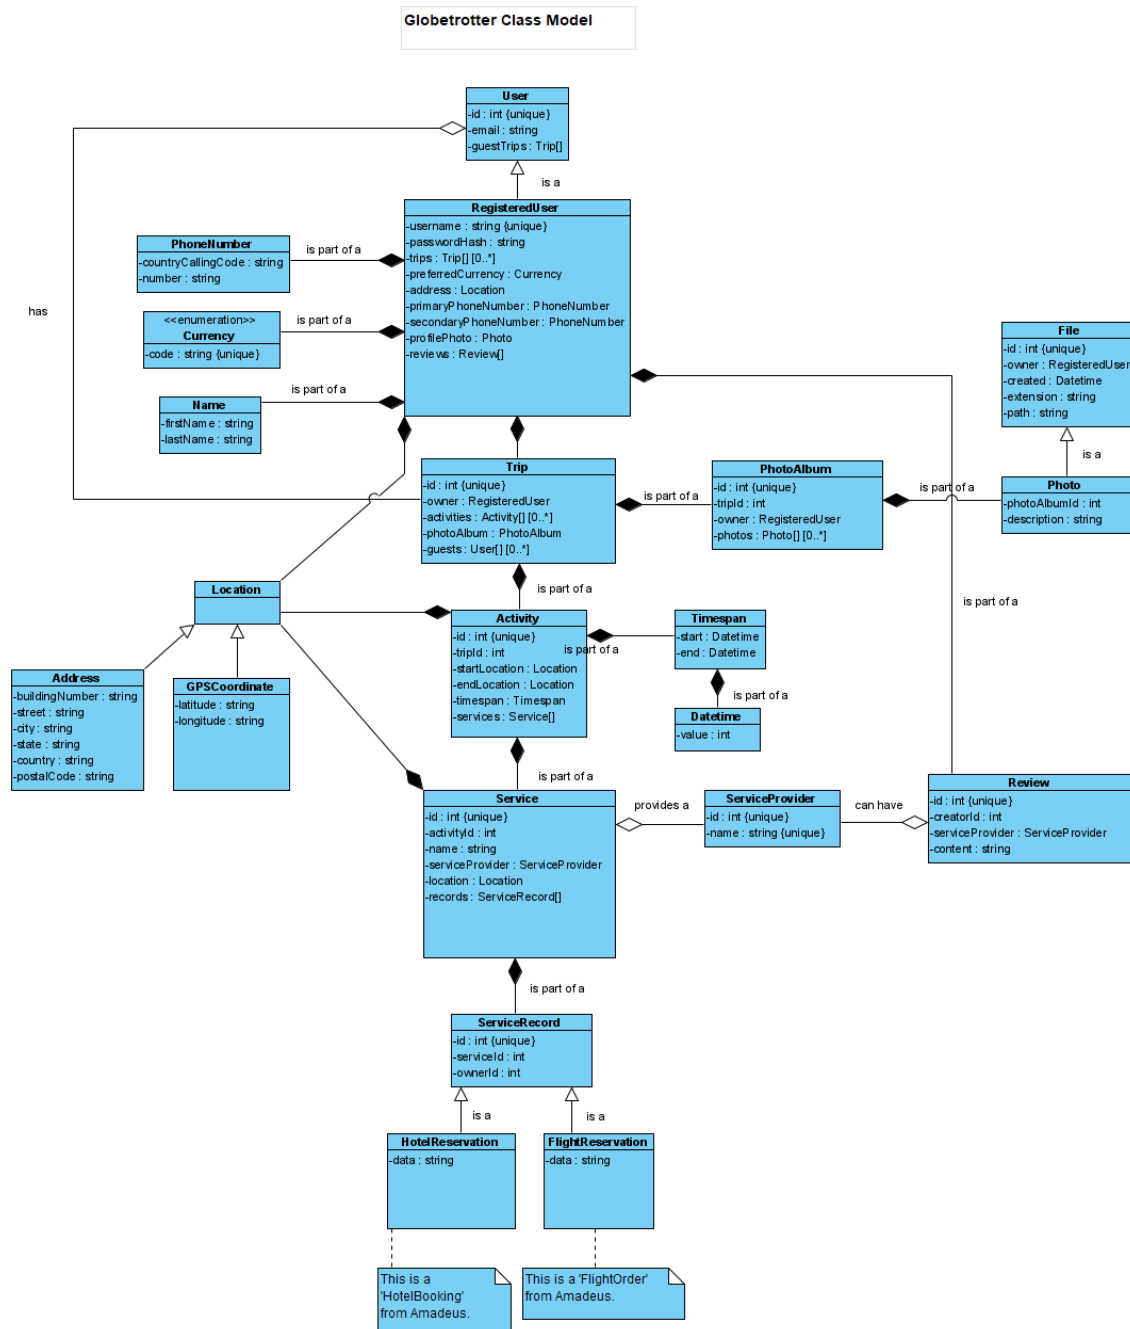 Globetrotter Class Model
User
-id : int {unique}
-email : string
-guestTrips : Trip[]
is a
RegisteredUser
-username : string {unique}
-passwordHash : string
-trips : Trip[] [0..*]
-preferredCurrency : Currency
-address : Location
-primaryPhoneNumber : PhoneNumber
-secondaryPhoneNumber : PhoneNumber
-profilePhoto : Photo
-reviews : Review[]
PhoneNumber
-countryCallingCode : string
-number : string
is part of a
has
<<enumeration>>
Currency
-code : string {unique}
is part of a
Name
-firstName : string
-lastName : string
is part of a
File
-id : int {unique}
-owner : RegisteredUser
-created : Datetime
-extension : string
-path : string
is a
Trip
-id : int {unique}
-owner : RegisteredUser
-activities : Activity[] [0..*]
-photoAlbum : PhotoAlbum
-guests : User[] [0..*]
is part of a
PhotoAlbum
-id : int {unique}
-tripId : int
-owner : RegisteredUser
-photos : Photo[] [0..*]
is part of a
Photo
-photoAlbumId : int
-description : string
is part of a
is part of a
Location
Activity
-id : int {unique}
-tripId : int
-startLocation : Location
-endLocation : Location
-timespan : Timespan
-services : Service[]
is part of a
Timespan
-start : Datetime
-end : Datetime
is part of a
Datetime
-value : int
Address
-buildingNumber : string
-street : string
-city : string
-state : string
-country : string
-postalCode : string
GPSCoordinate
-latitude : string
-longitude : string
is part of a
Service
-id : int {unique}
-activityId : int
-name : string
-serviceProvider : ServiceProvider
-location : Location
-records : ServiceRecord[]
provides a
ServiceProvider
-id : int {unique}
-name : string {unique}
can have
Review
-id : int {unique}
-creatorId : int
-serviceProvider : ServiceProvider
-content : string
is part of a
ServiceRecord
-id : int {unique}
-serviceId : int
-ownerId : int
is a
is a
HotelReservation
-data : string
FlightReservation
-data : string
This is a
'HotelBooking'
from Amadeus.
This is a 'FlightOrder'
from Amadeus.